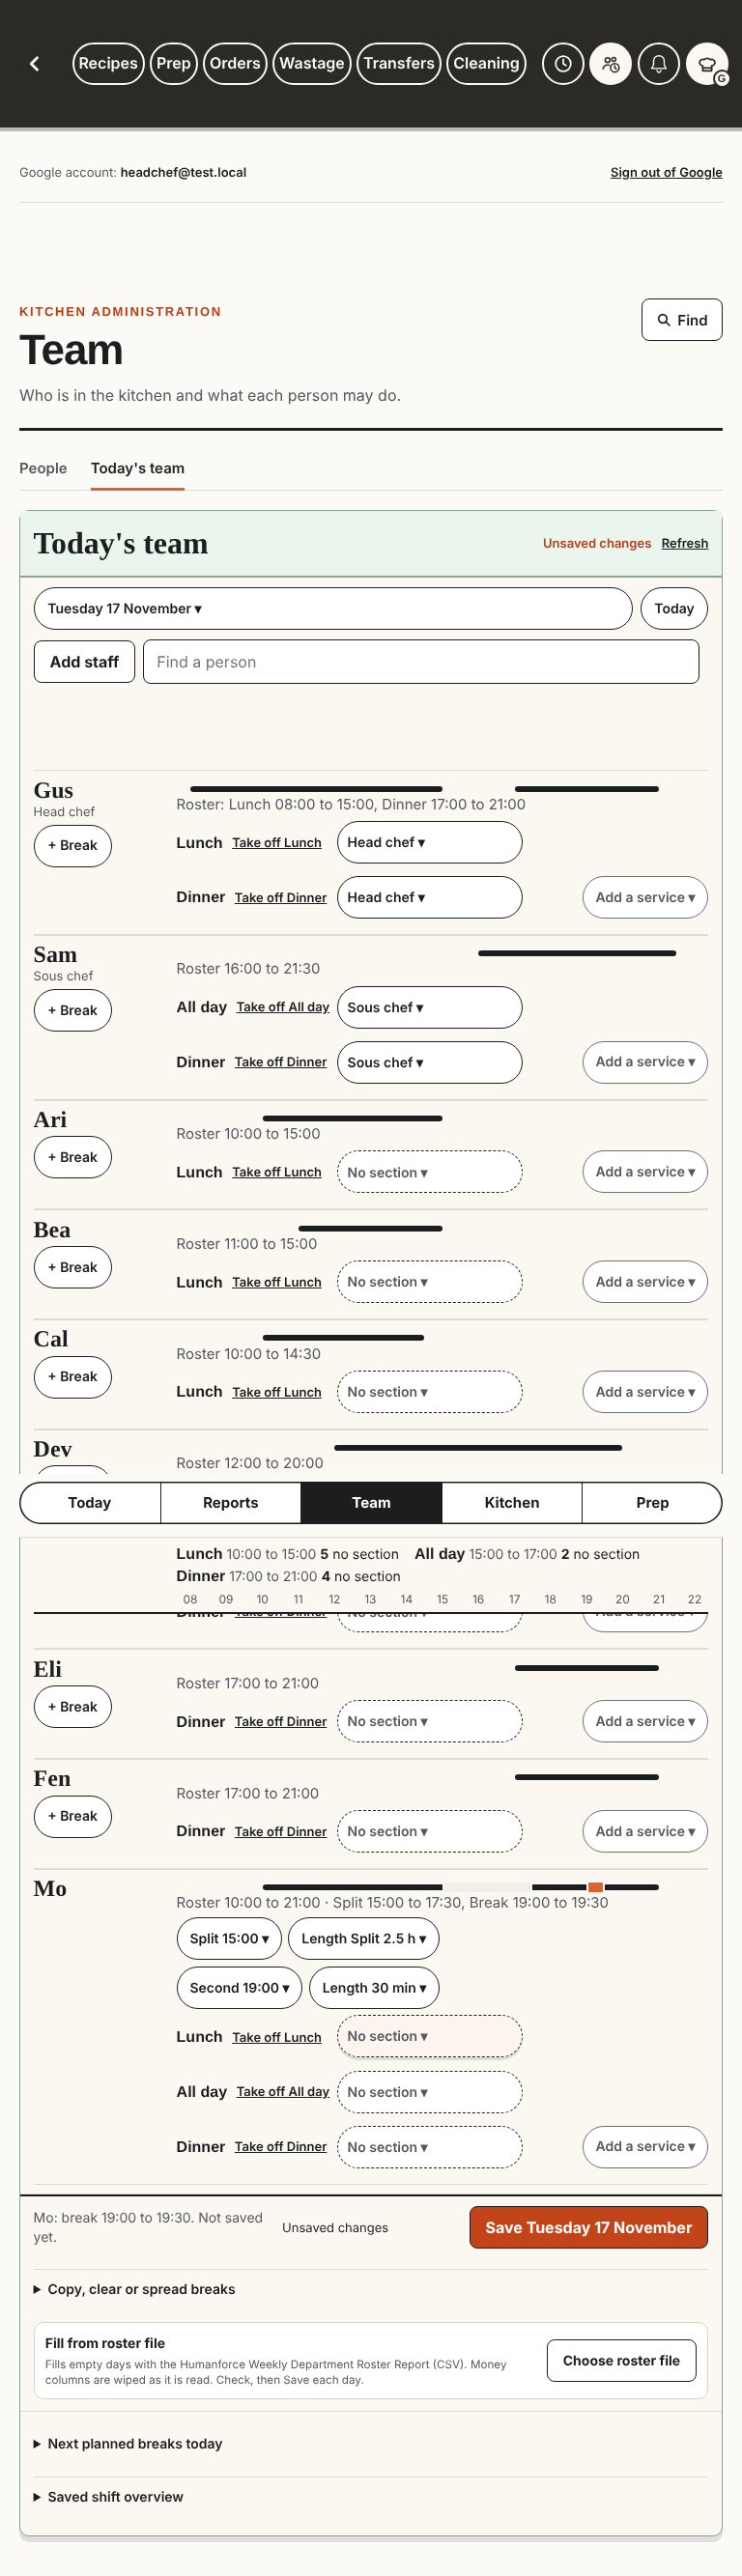 Recipes Prep Orders Wastage Transfers Cleaning
G
Google account: headchef@test.local Sign out of Google
KITCHEN ADMINISTRATION
Find
Team
Who is in the kitchen and what each person may do.
People Today's team
Today's team Unsaved changes Refresh
Tuesday 17 November ▾ Today
Add staff Find a person
Gus
Roster: Lunch 08:00 to 15:00, Dinner 17:00 to 21:00
Head chef
+ Break Lunch Take off Lunch Head chef ▾
Dinner Take off Dinner Head chef ▾ Add a service ▾
Sam
Roster 16:00 to 21:30
Sous chef
+ Break All day Take off All day Sous chef ▾
Dinner Take off Dinner Sous chef ▾ Add a service ▾
Ari
Roster 10:00 to 15:00
+ Break Lunch Take off Lunch No section ▾ Add a service ▾
Bea
Roster 11:00 to 15:00
+ Break Lunch Take off Lunch No section ▾ Add a service ▾
Cal
Roster 10:00 to 14:30
+ Break Lunch Take off Lunch No section ▾ Add a service ▾
Dev
Roster 12:00 to 20:00
Today Reports Team Kitchen Prep
Lunch 10:00 to 15:00 5 no section All day 15:00 to 17:00 2 no section
Dinner 17:00 to 21:00 4 no section
08 09 10 11 12 13 14 15 16 17 18 19 20 21 22
Eli
Roster 17:00 to 21:00
+ Break Dinner Take off Dinner No section ▾ Add a service ▾
Fen
Roster 17:00 to 21:00
+ Break Dinner Take off Dinner No section ▾ Add a service ▾
Mo
Roster 10:00 to 21:00 · Split 15:00 to 17:30, Break 19:00 to 19:30
Split 15:00 ▾ Length Split 2.5 h ▾
Second 19:00 ▾ Length 30 min ▾
Lunch Take off Lunch No section ▾
All day Take off All day No section ▾
Dinner Take off Dinner No section ▾ Add a service ▾
Mo: break 19:00 to 19:30. Not saved
yet.
Unsaved changes
Save Tuesday 17 November
Copy, clear or spread breaks
Fill from roster file
Fills empty days with the Humanforce Weekly Department Roster Report (CSV). Money
columns are wiped as it is read. Check, then Save each day.
Choose roster file
Next planned breaks today
Saved shift overview